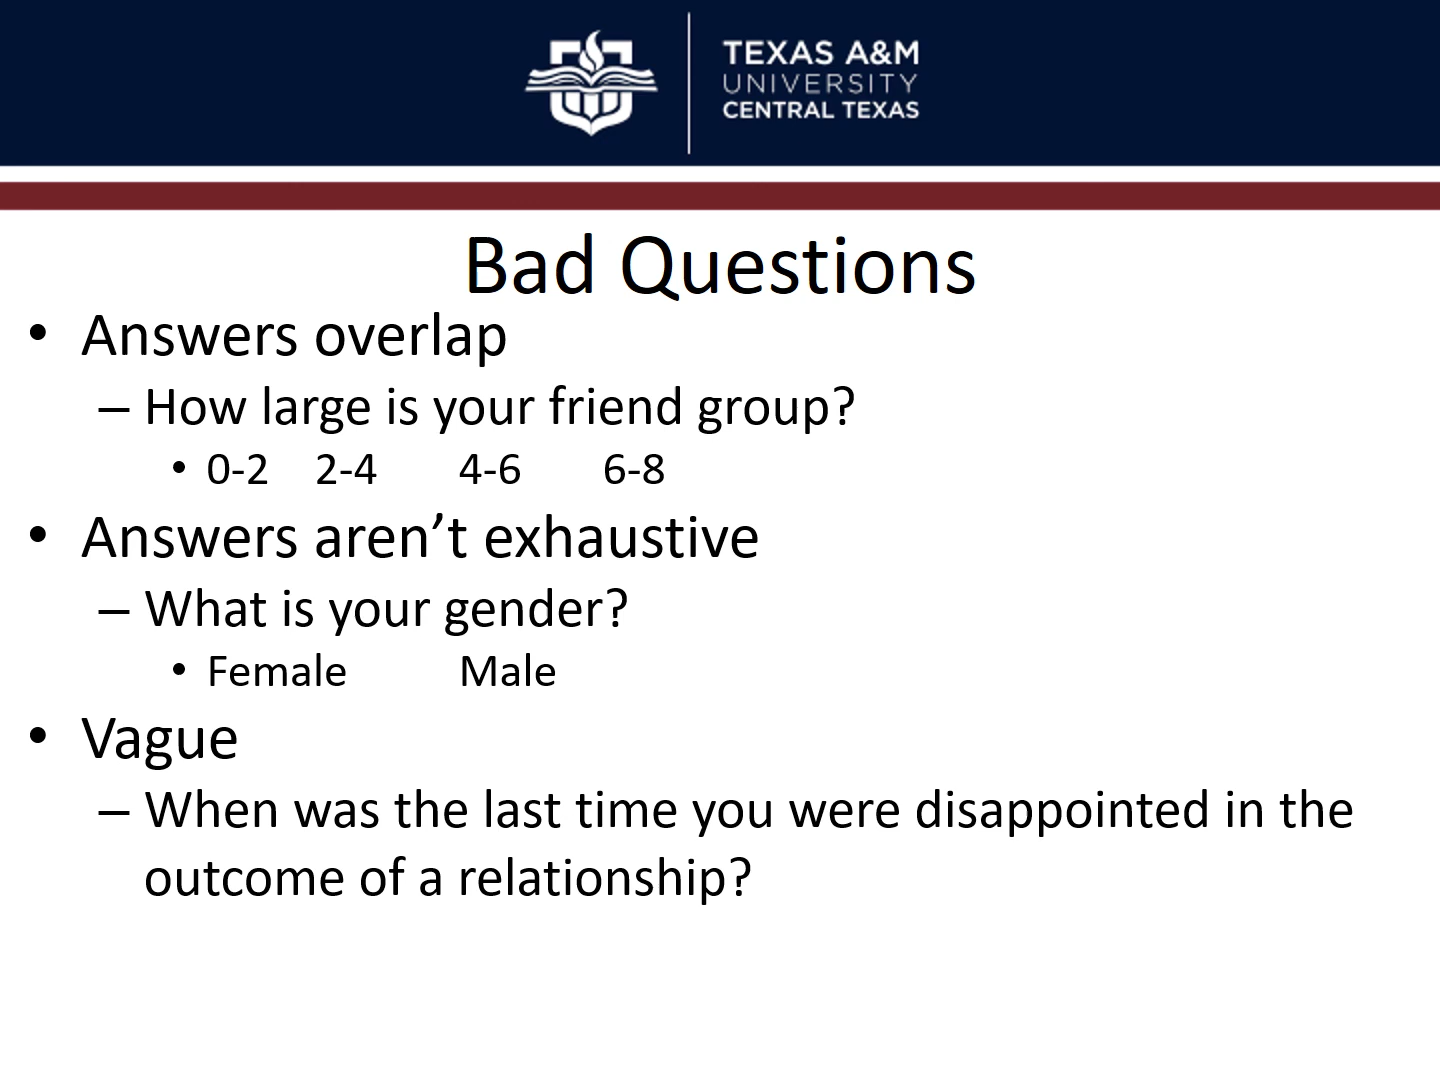 TEXAS A&M
UNIVERSITY
CENTRAL TEXAS
Bad Questions
• Answers overlap
– How large is your friend group?
• 0-2 2-4 4-6 6-8
• Answers aren’t exhaustive
– What is your gender?
• Female Male
• Vague
– When was the last time you were disappointed in the
outcome of a relationship?